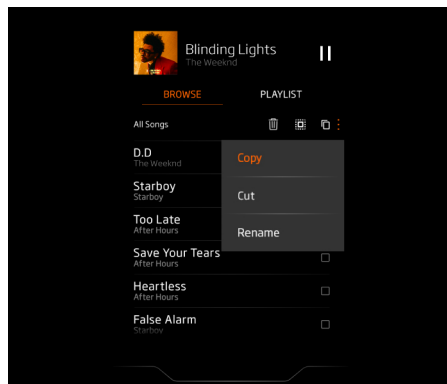 Blinding Lights
The Weeknd
BROWSE PLAYLIST
All Songs
D.D
The Weeknd
Copy
Starboy
Starboy
Cut
Too Late
After Hours
Rename
Save Your Tears
After Hours
Heartless
After Hours
False Alarm
Starboy